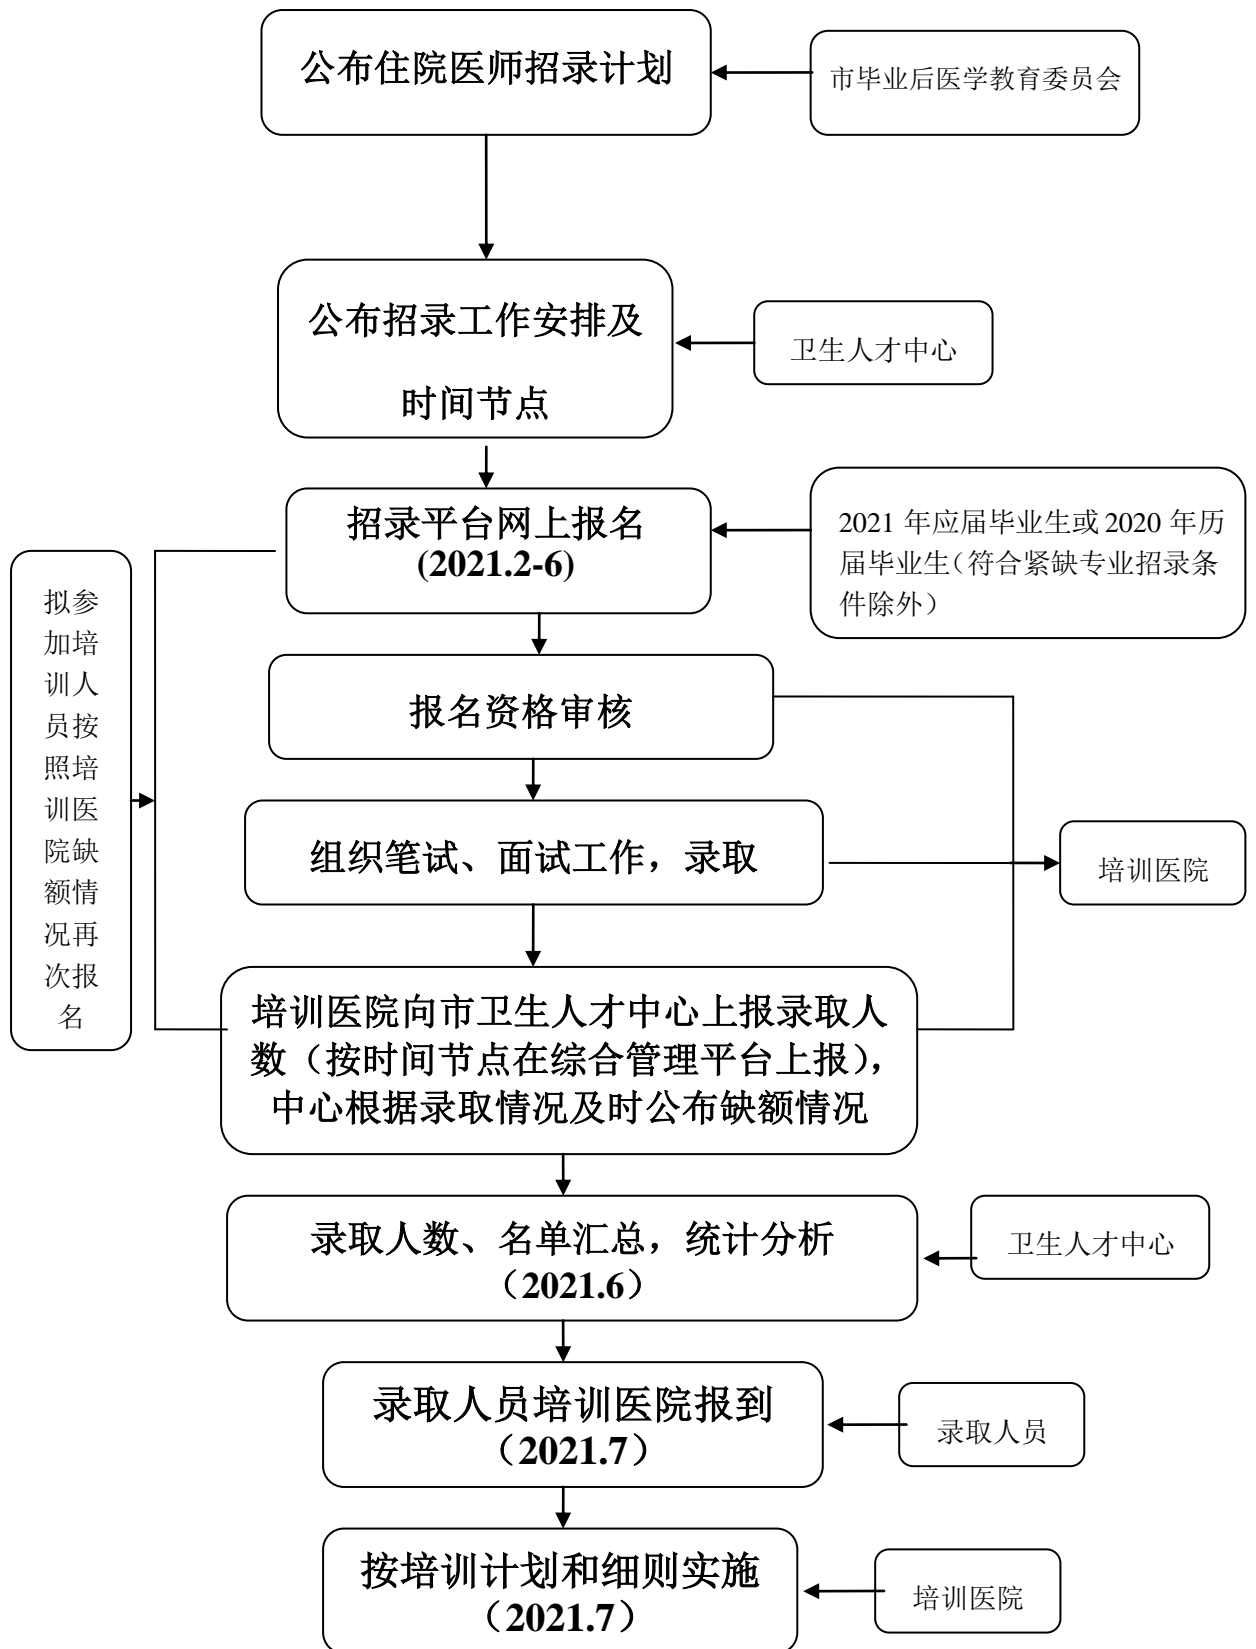 公布住院医师招录计划
市毕业后医学教育委员会
公布招录工作安排及
时间节点
卫生人才中心
招录平台网上报名
(2021.2-6)
2021 年应届毕业生或 2020 年历
届毕业生（符合紧缺专业招录条
件除外）
拟参
加培
训人
员按
照培
训医
院缺
额情
况再
次报
名
报名资格审核
组织笔试、面试工作，录取
培训医院
培训医院向市卫生人才中心上报录取人
数（按时间节点在综合管理平台上报），
中心根据录取情况及时公布缺额情况
录取人数、名单汇总，统计分析
（2021.6）
卫生人才中心
录取人员培训医院报到
（2021.7）
录取人员
按培训计划和细则实施
（2021.7）
培训医院